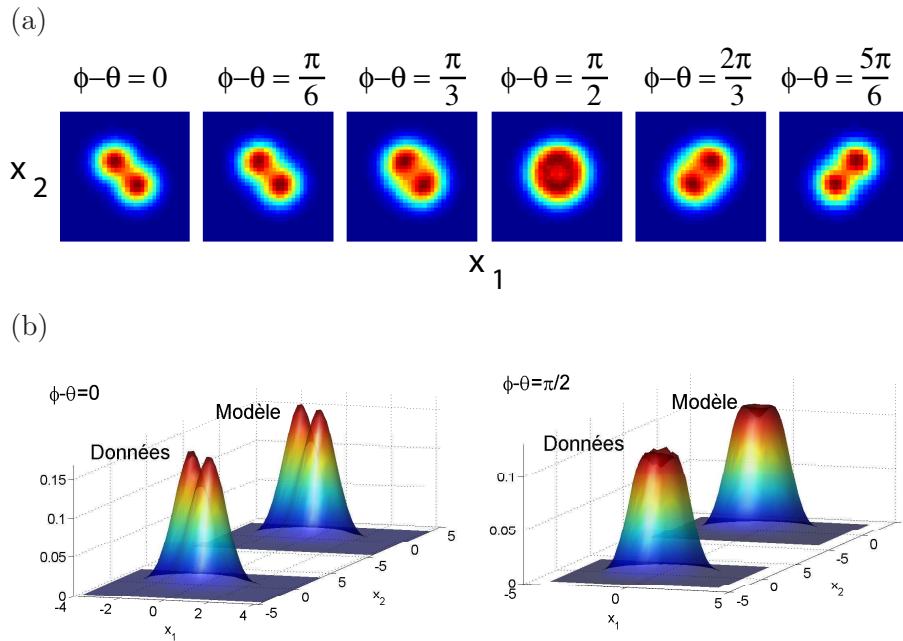 (a)
ϕ–θ = 0 ϕ–θ = π/6 ϕ–θ = π/3 ϕ–θ = π/2 ϕ–θ = 2π/3 ϕ–θ = 5π/6
x 2
x 1
(b)
ϕ-θ=0
Modèle
Données
0.15
0.1
0.05
0
-4 -2 0 2 4
x1
-5 0 5 -5 0 5
x2
ϕ-θ=π/2
Modèle
Données
0.1
0.05
0
-5 0 5
x1
-5 0 5 -5 0
x2